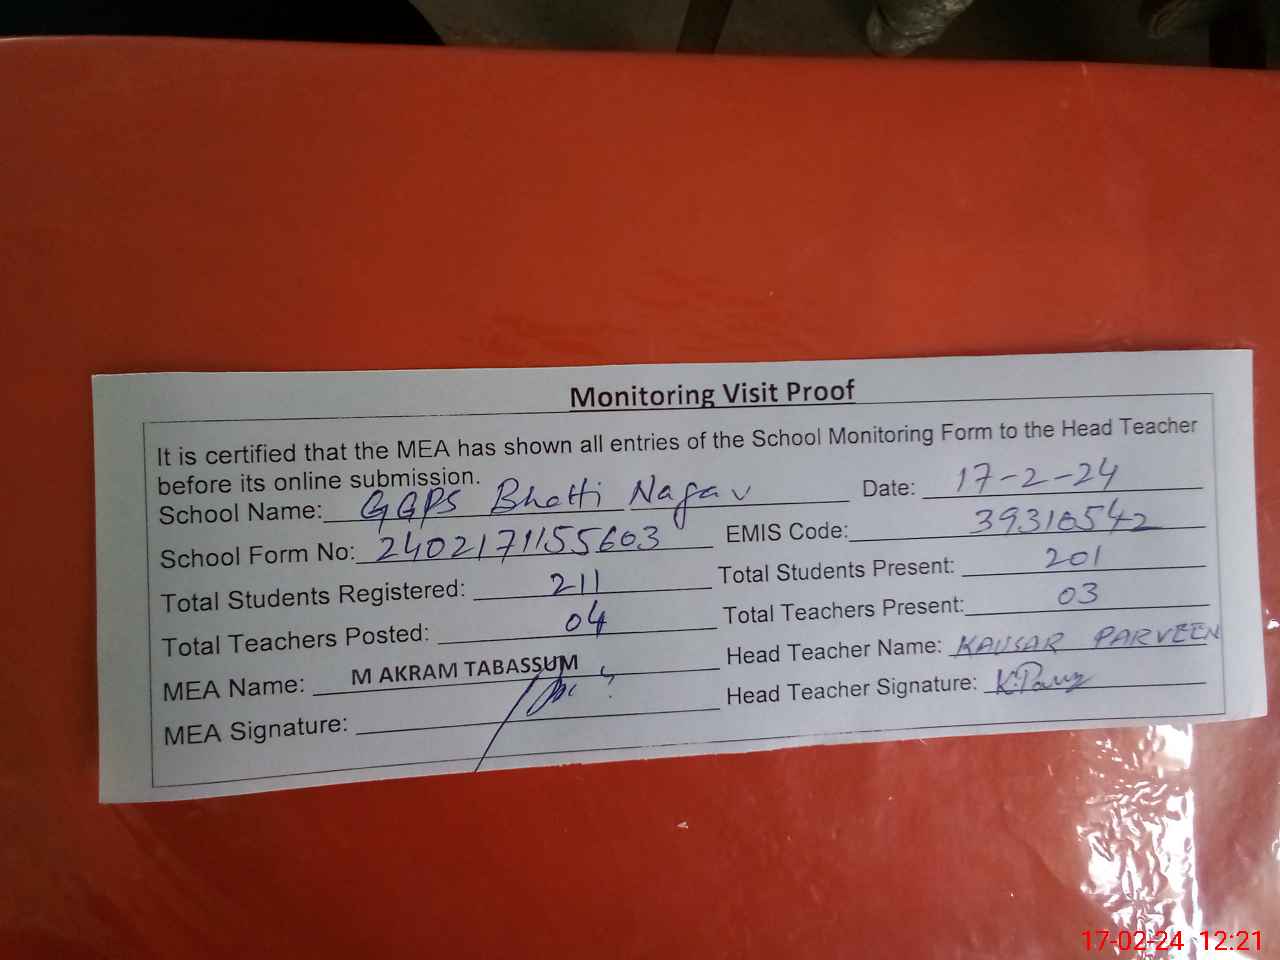 Monitoring Visit Proof
It is certified that the MEA has shown all entries of the School Monitoring Form to the Head Teacher
before its online submission.
School Name: GGPS Bhatti Nagar Date: 17-2-24
School Form No: 2402171155603 EMIS Code: 39310542
Total Students Registered: 211 Total Students Present: 201
Total Teachers Posted: 04 Total Teachers Present: 03
MEA Name: M AKRAM TABASSUM Head Teacher Name: KAUSAR PARVEEN
MEA Signature: Head Teacher Signature:
17-02-24 12:21